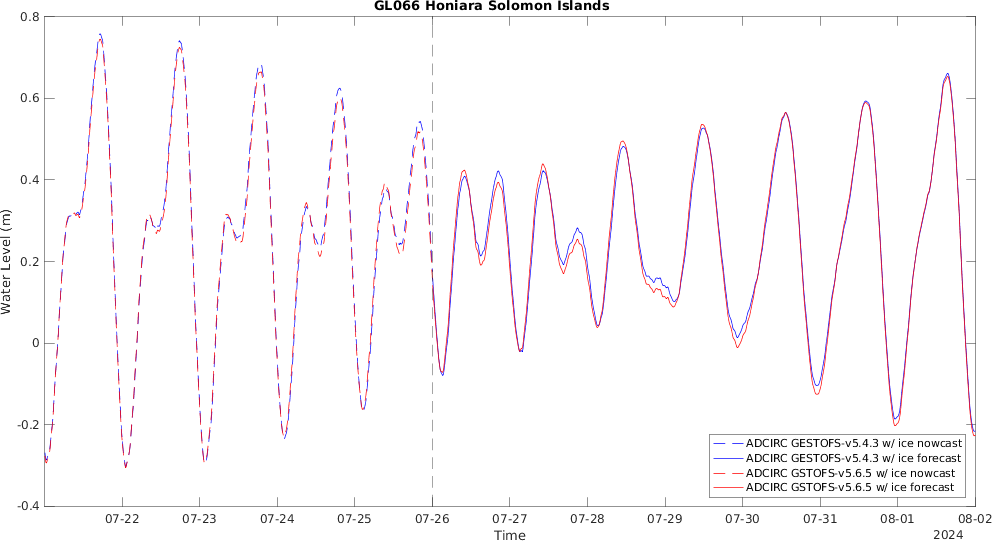 GL066 Honiara Solomon Islands
Water Level (m)
0.8
0.6
0.4
0.2
0
-0.2
-0.4
ADCIRC GESTOFS-v5.4.3 w/ ice nowcast
ADCIRC GESTOFS-v5.4.3 w/ ice forecast
ADCIRC GSTOFS-v5.6.5 w/ ice nowcast
ADCIRC GSTOFS-v5.6.5 w/ ice forecast
07-22 07-23 07-24 07-25 07-26 07-27 07-28 07-29 07-30 07-31 08-01 08-02
Time
2024